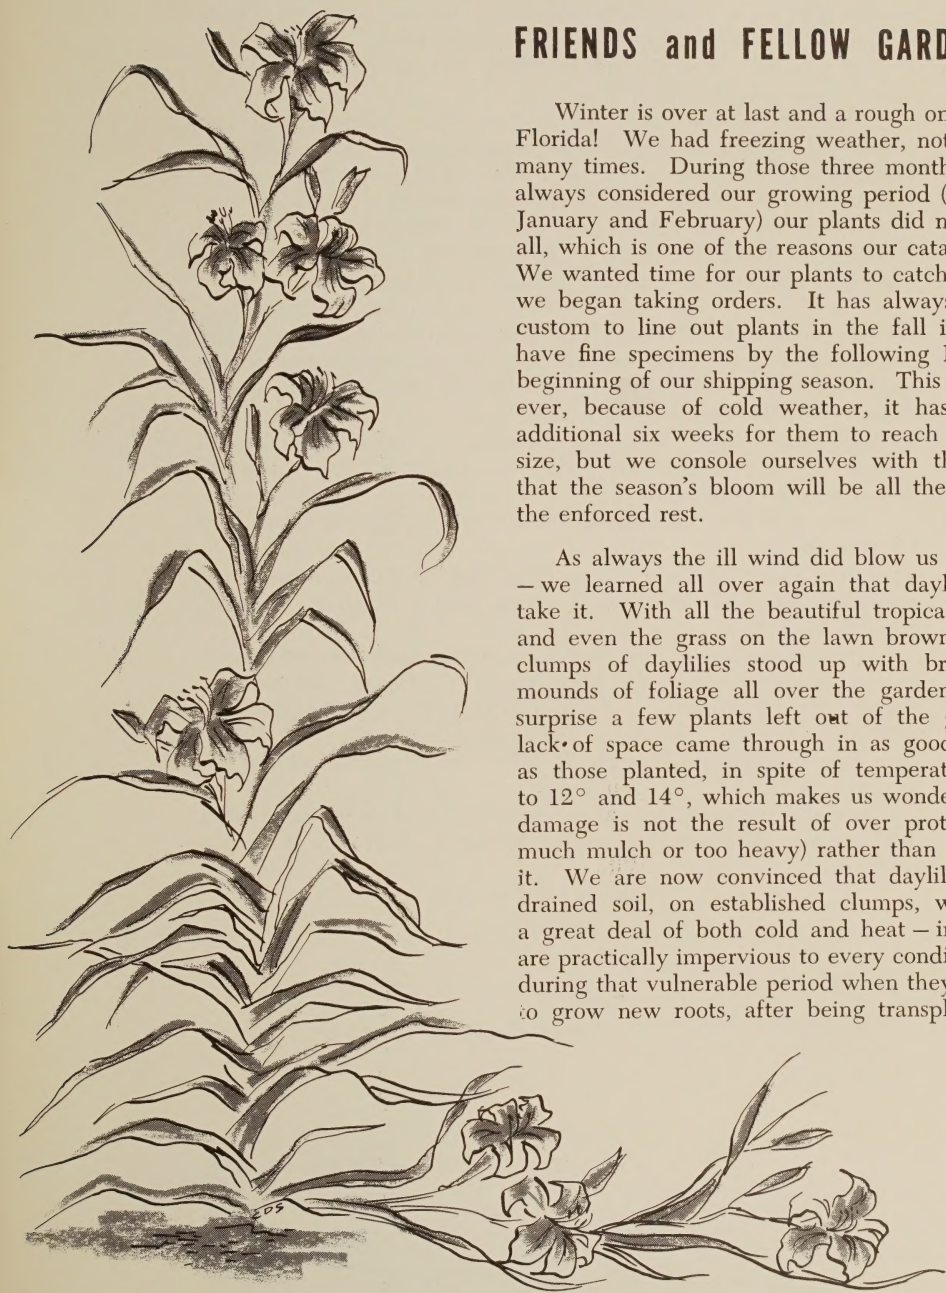 FRIENDS and FELLOW GARD
Winter is over at last and a rough on
Florida! We had freezing weather, not
many times. During those three month
always considered our growing period (
January and February) our plants did n
all, which is one of the reasons our cata
We wanted time for our plants to catch
we began taking orders. It has always
custom to line out plants in the fall i
have fine specimens by the following
beginning of our shipping season. This
ever, because of cold weather, it has
additional six weeks for them to reach
size, but we console ourselves with th
that the season's bloom will be all the
the enforced rest.
As always the ill wind did blow us
— we learned all over again that dayl
take it. With all the beautiful tropica
and even the grass on the lawn brown
clumps of daylilies stood up with br
mounds of foliage all over the garden
surprise a few plants left out of the
lack of space came through in as good
as those planted, in spite of temperat
to 12° and 14°, which makes us wonde
damage is not the result of over prot
much mulch or too heavy) rather than
it. We are now convinced that daylil
drained soil, on established clumps, w
a great deal of both cold and heat — in
are practically impervious to every condi
during that vulnerable period when they
to grow new roots, after being transpl
EDS